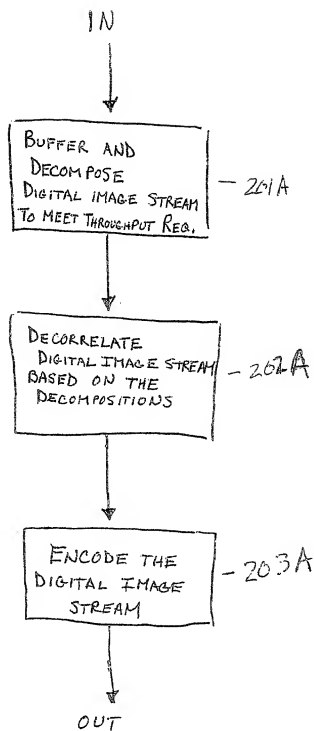 IN
BUFFER AND
DECOMPOSE
DIGITAL IMAGE STREAM
TO MEET THROUGHPUT REQ.
- 201A
DECORRELATE
DIGITAL IMAGE STREAM
BASED ON THE
DECOMPOSITIONS
- 202A
ENCODE THE
DIGITAL IMAGE
STREAM
- 203A
OUT